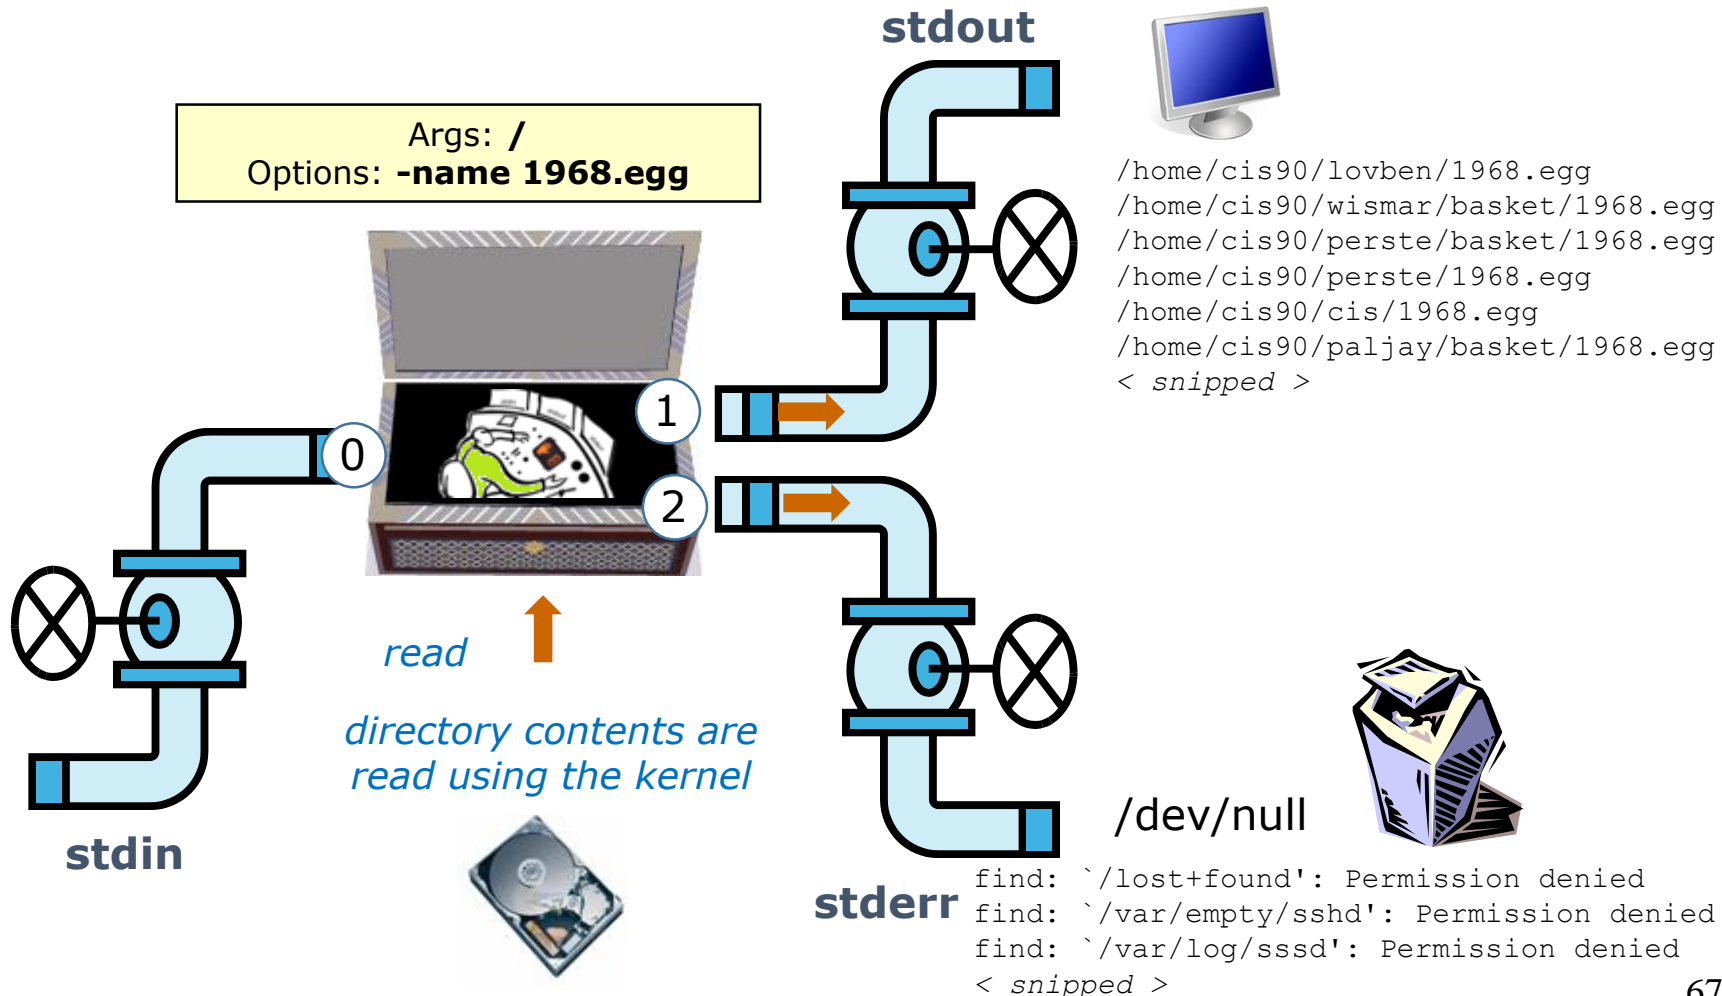 stdout
Args: /
Options: -name 1968.egg
/home/cis90/lovben/1968.egg
/home/cis90/wismar/basket/1968.egg
/home/cis90/perste/basket/1968.egg
/home/cis90/perste/1968.egg
/home/cis90/cis/1968.egg
/home/cis90/paljay/basket/1968.egg
< snipped >
1
0
2
read
directory contents are
read using the kernel
stdin
/dev/null
stderr
find: `/lost+found': Permission denied
find: `/var/empty/sshd': Permission denied
find: `/var/log/sssd': Permission denied
< snipped >
67